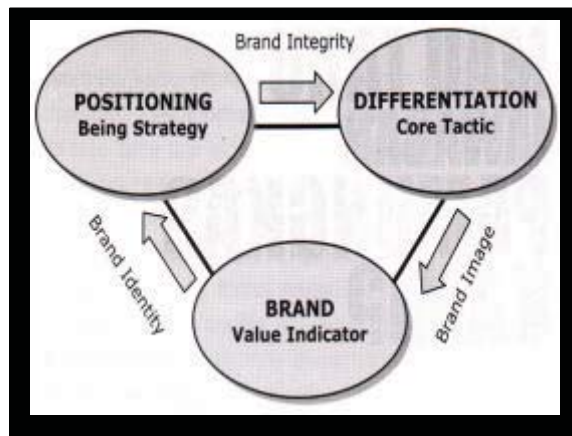 Brand Integrity
POSITIONING
Being Strategy
DIFFERENTIATION
Core Tactic
Brand Identity
Brand Image
BRAND
Value Indicator